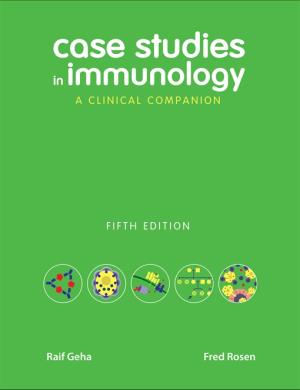 case studies
in immunology
A CLINICAL COMPANION
FIFTH EDITION
Raif Geha Fred Rosen